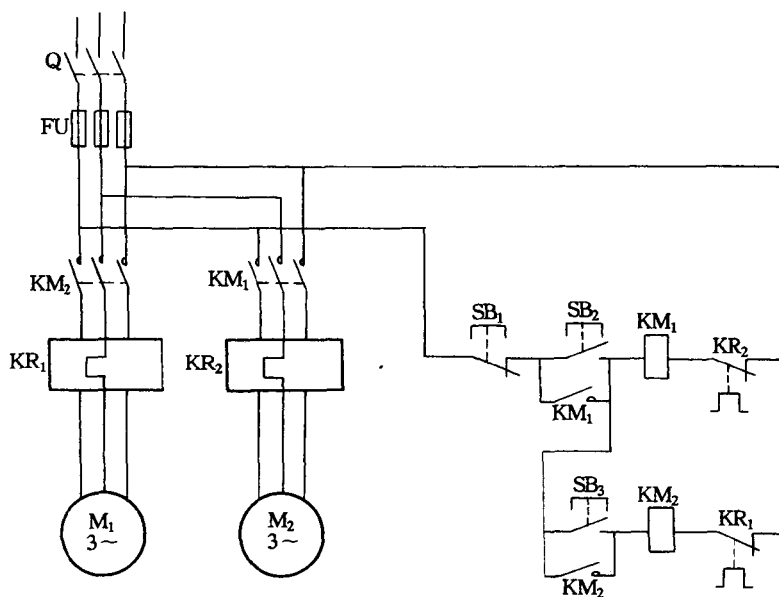 Q
FU
KM₂
KM₁
SB₁
SB₂
KM₁
KR₂
KR₁
KR₂
KM₁
SB₃
KM₂
KR₁
KM₂
M₁
3～
M₂
3～